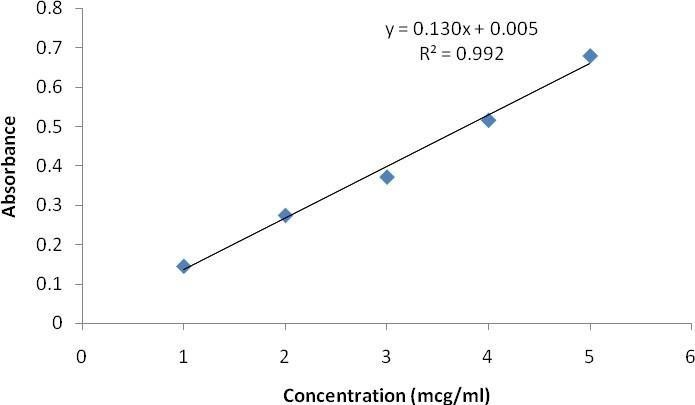 y = 0.130x + 0.005
R² = 0.992
Absorbance
0.8
0.7
0.6
0.5
0.4
0.3
0.2
0.1
0
0 1 2 3 4 5 6
Concentration (mcg/ml)